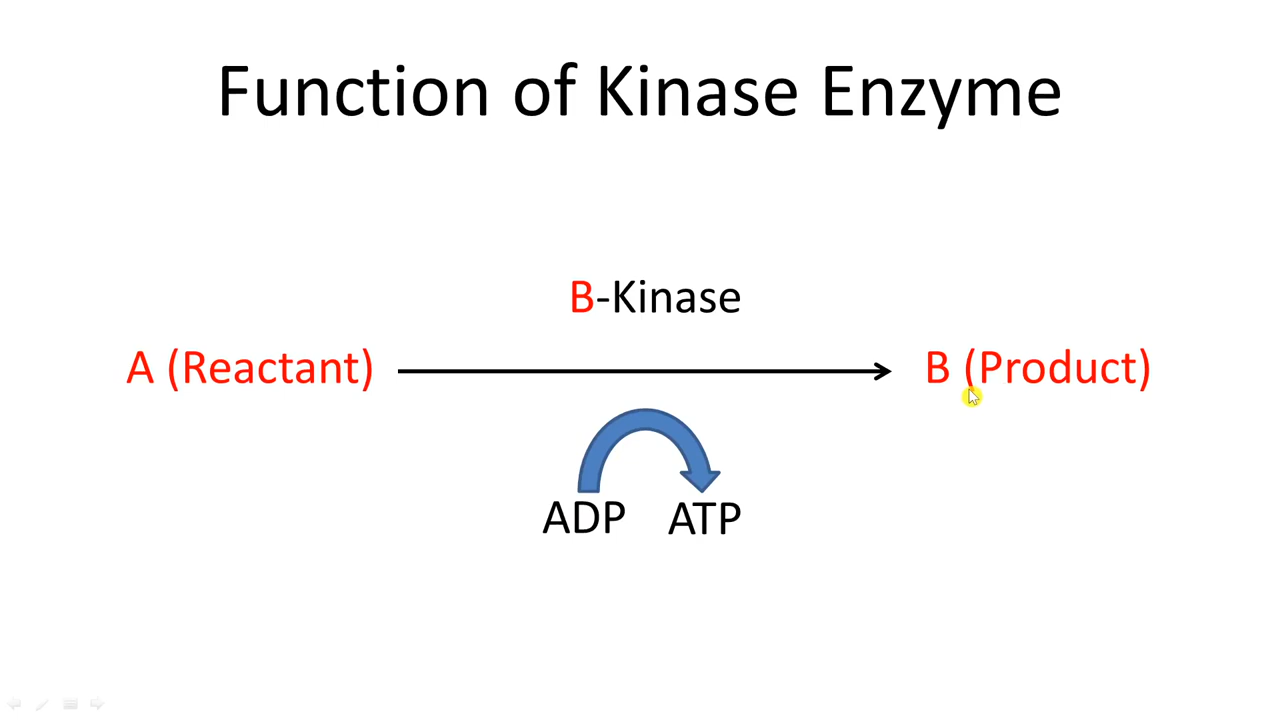 Function of Kinase Enzyme
B-Kinase
A (Reactant)
B (Product)
ADP
ATP